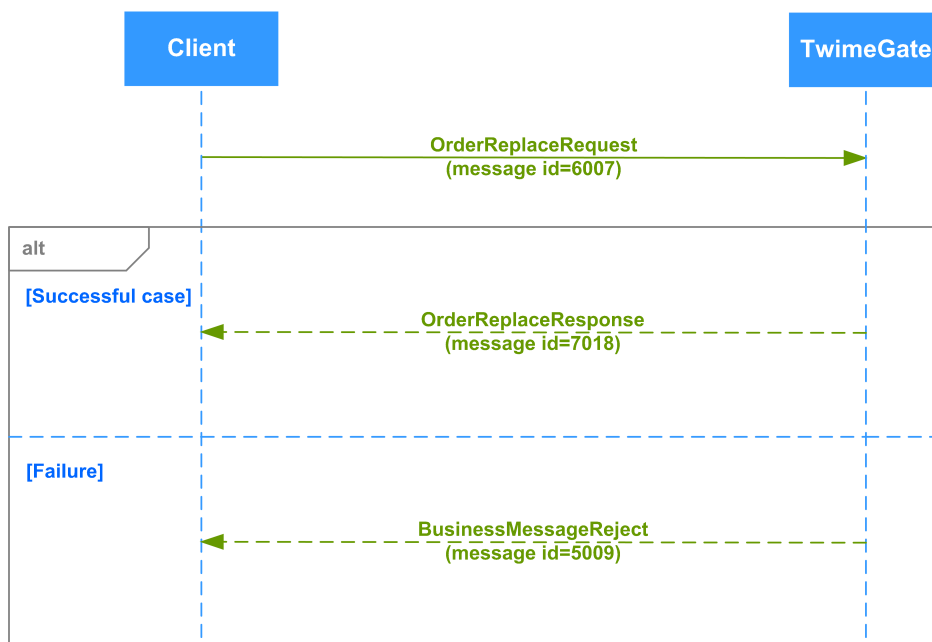 Client
TwimeGate
OrderReplaceRequest
(message id=6007)
alt
[Successful case]
OrderReplaceResponse
(message id=7018)
[Failure]
BusinessMessageReject
(message id=5009)